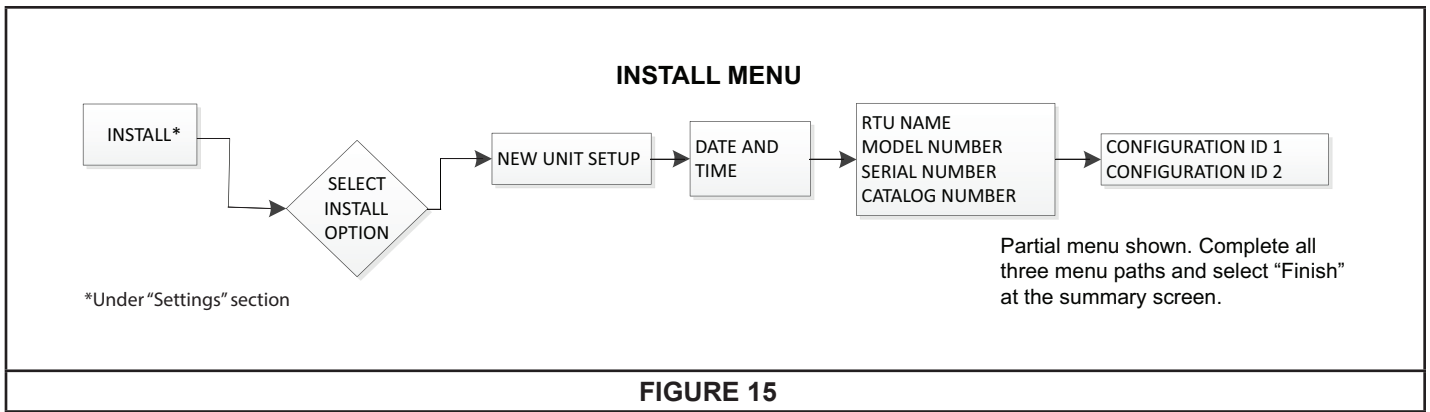 INSTALL MENU
INSTALL*
SELECT
INSTALL
OPTION
NEW UNIT SETUP
DATE AND
TIME
RTU NAME
MODEL NUMBER
SERIAL NUMBER
CATALOG NUMBER
CONFIGURATION ID 1
CONFIGURATION ID 2
Partial menu shown. Complete all
three menu paths and select “Finish”
at the summary screen.
*Under “Settings” section
FIGURE 15